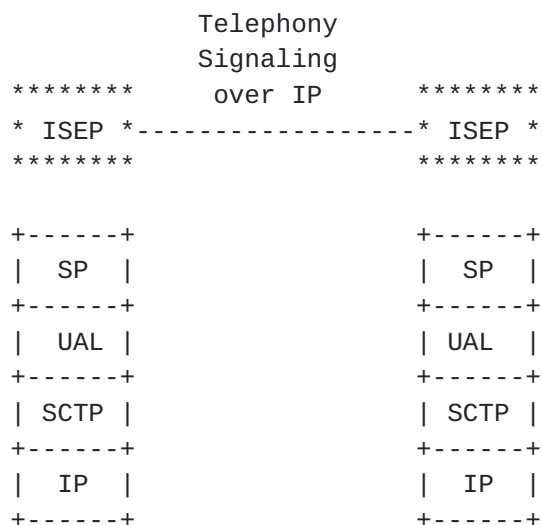 Telephony
            Signaling
********     over IP      ********
* ISEP *------------------* ISEP *
********                  ********

+------+                  +------+
|  SP  |                  |  SP  |
+------+                  +------+
|  UAL |                  | UAL  |
+------+                  +------+
| SCTP |                  | SCTP |
+------+                  +------+
|  IP  |                  |  IP  |
+------+                  +------+